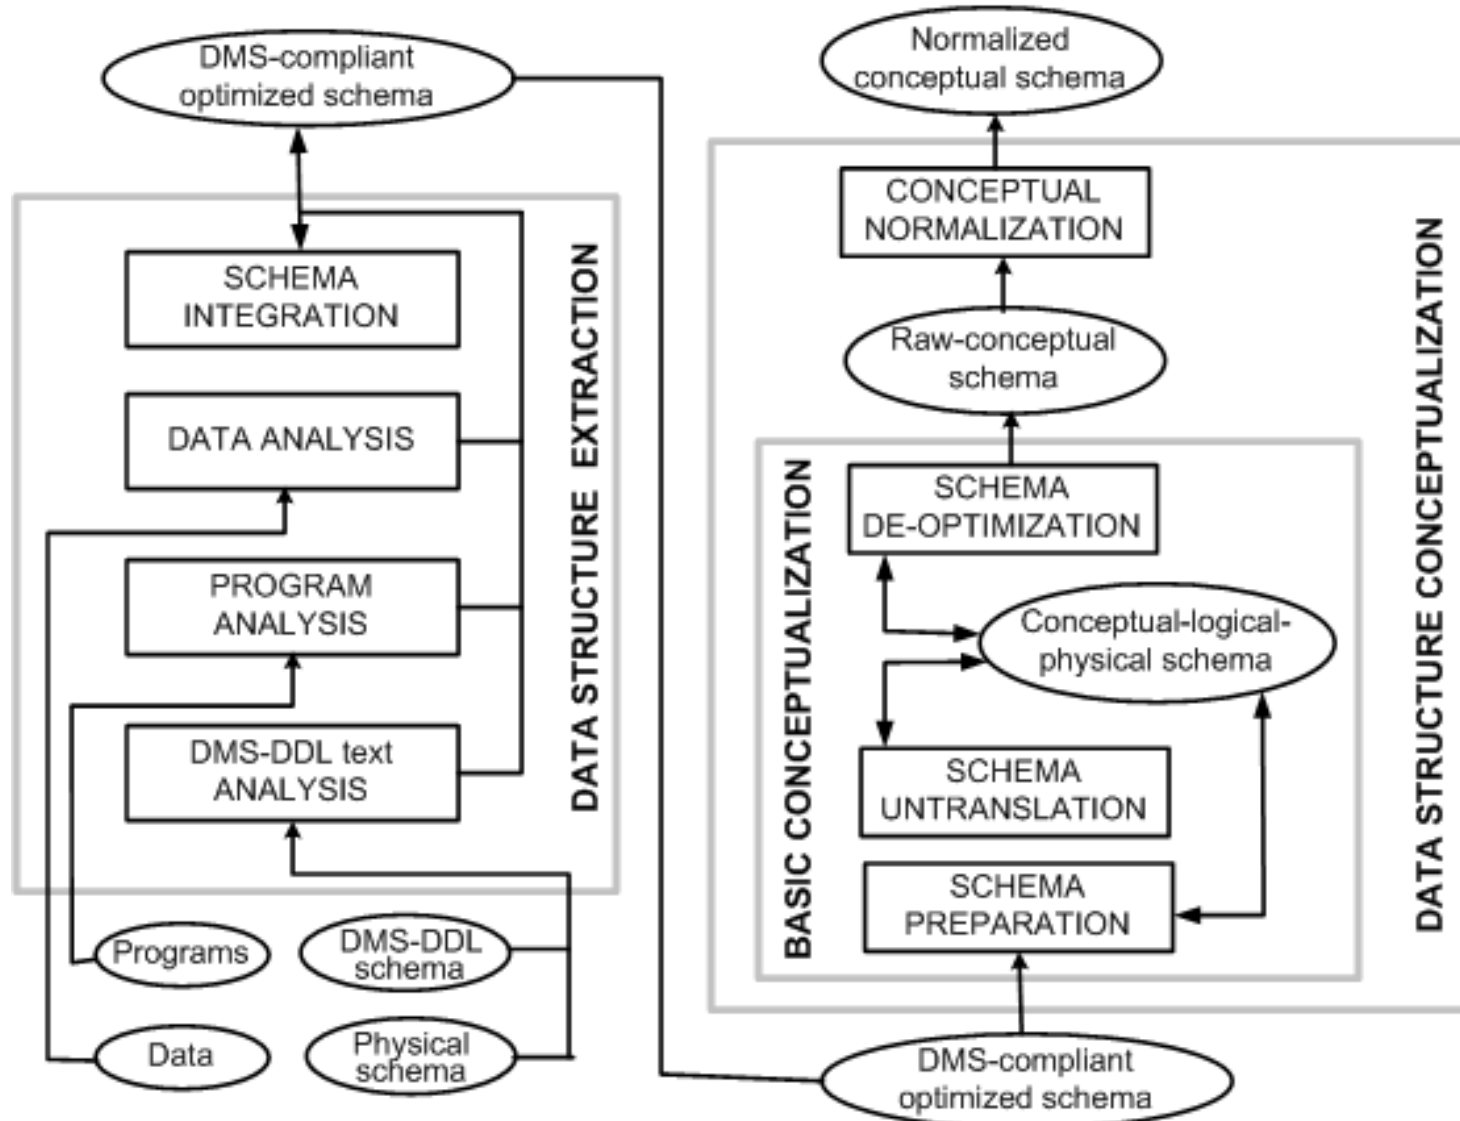 DMS-compliant
optimized schema
SCHEMA
INTEGRATION
DATA ANALYSIS
PROGRAM
ANALYSIS
DMS-DDL text
ANALYSIS
DATA STRUCTURE EXTRACTION
Programs
DMS-DDL
schema
Data
Physical
schema
Normalized
conceptual schema
CONCEPTUAL
NORMALIZATION
Raw-conceptual
schema
SCHEMA
DE-OPTIMIZATION
Conceptual-logical-
physical schema
SCHEMA
UNTRANSLATION
SCHEMA
PREPARATION
BASIC CONCEPTUALIZATION
DATA STRUCTURE CONCEPTUALIZATION
DMS-compliant
optimized schema